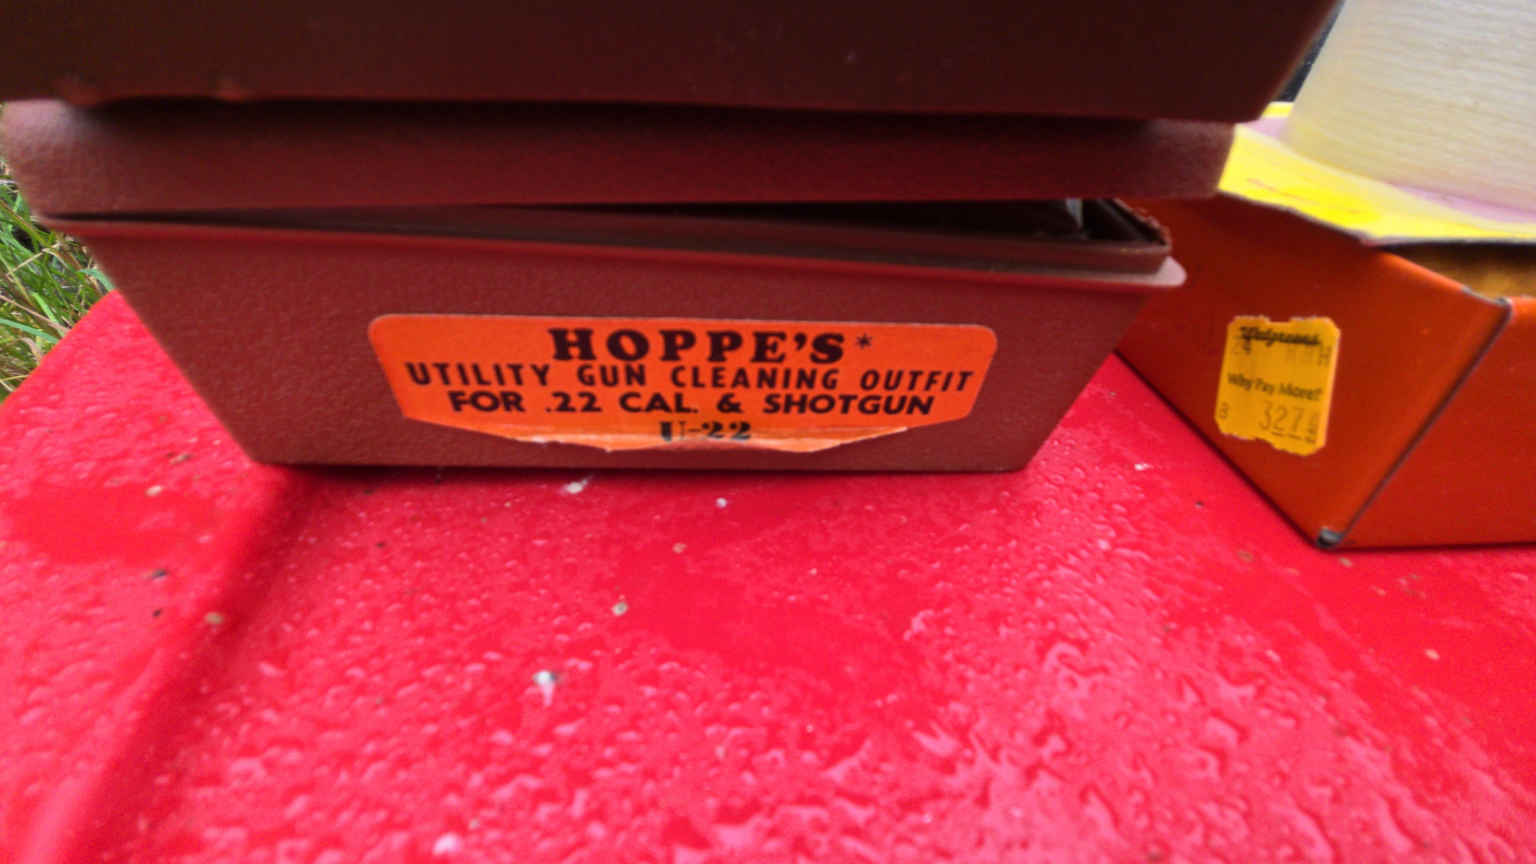 HOPPE'S*
UTILITY GUN CLEANING OUTFIT
FOR .22 CAL. & SHOTGUN
U-22
Walgreens
Why Pay More?